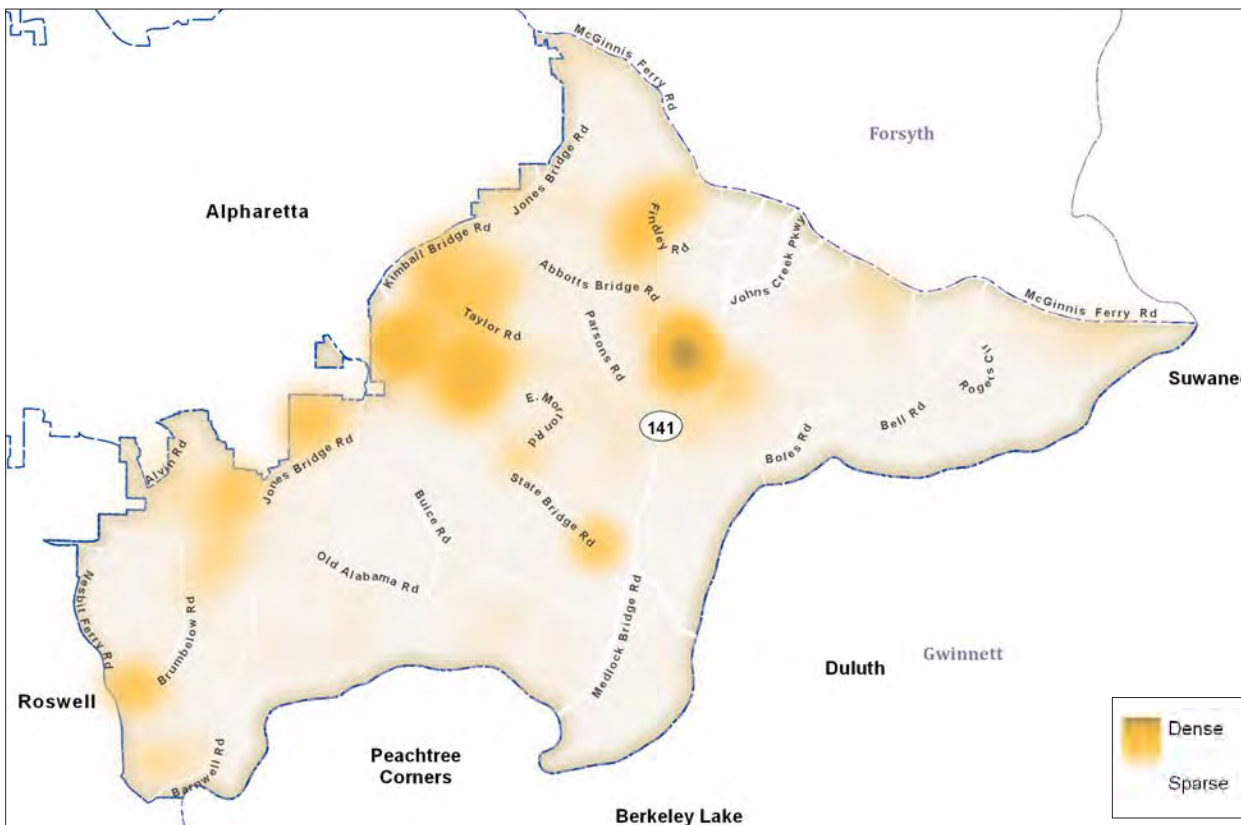 McGinnis Ferry Rd
Forsyth
Jones Bridge Rd
Alpharetta
Findley Rd
Kimball Bridge Rd
Johns Creek Pkwy
Abbotts Bridge Rd
McGinnis Ferry Rd
Taylor Rd
Parsons Rd
Rogers Cir
Suwanee
E. Morton Rd
141
Bell Rd
Boles Rd
Alvin Rd
Jones Bridge Rd
State Bridge Rd
Buice Rd
Old Alabama Rd
Nesbit Ferry Rd
Brumbelow Rd
Medlock Bridge Rd
Gwinnett
Duluth
Roswell
Barnwell Rd
Peachtree
Corners
Berkeley Lake
Dense
Sparse